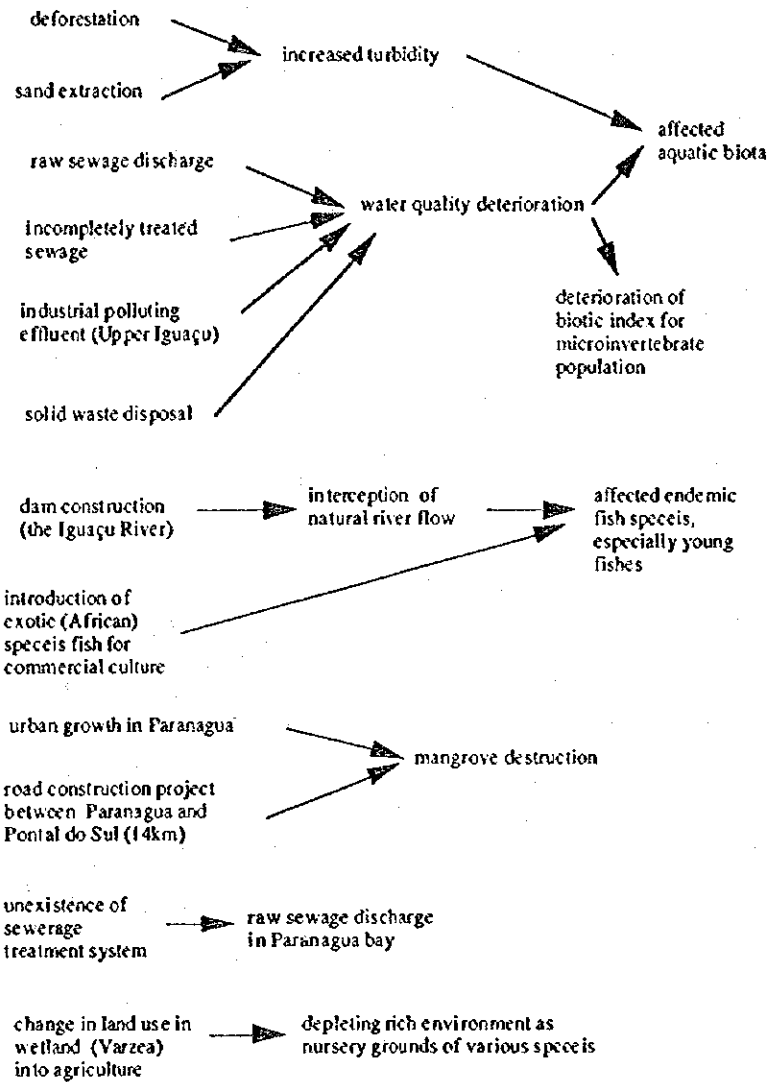 deforestation
increased turbidity
sand extraction
affected
aquatic biota
raw sewage discharge
water quality deterioration
incompletely treated
sewage
deterioration of
biotic index for
microinvertebrate
population
industrial polluting
effluent (Upper Iguaçu)
solid waste disposal
dam construction
(the Iguaçu River)
interception of
natural river flow
affected endemic
fish speceis,
especially young
fishes
introduction of
exotic (African)
speceis fish for
commercial culture
urban growth in Paranagua
mangrove destruction
road construction project
between Paranagua and
Pontal do Sul (14km)
unexistence of
sewerage
treatment system
raw sewage discharge
in Paranagua bay
change in land use in
wetland (Varzea)
into agriculture
depleting rich environment as
nursery grounds of various speceis